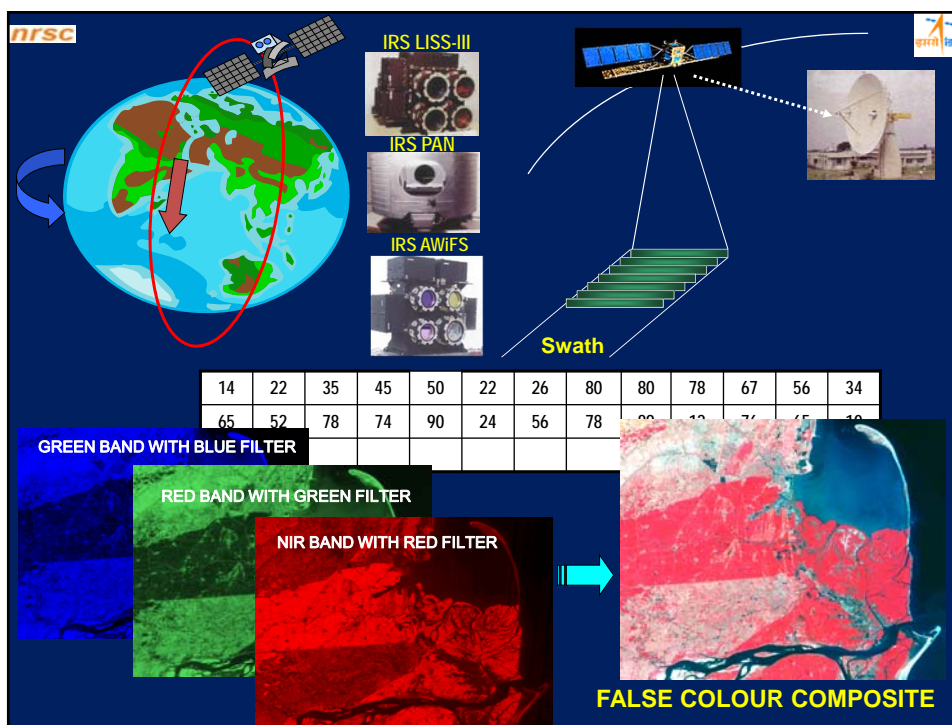 nrsc
IRS LISS-III
इसरो
IRS PAN
IRS AWiFS
Swath
14 22 35 45 50 22 26 80 80 78 67 56 34
65 52 78 74 90 24 56 78
GREEN BAND WITH BLUE FILTER
RED BAND WITH GREEN FILTER
NIR BAND WITH RED FILTER
FALSE COLOUR COMPOSITE